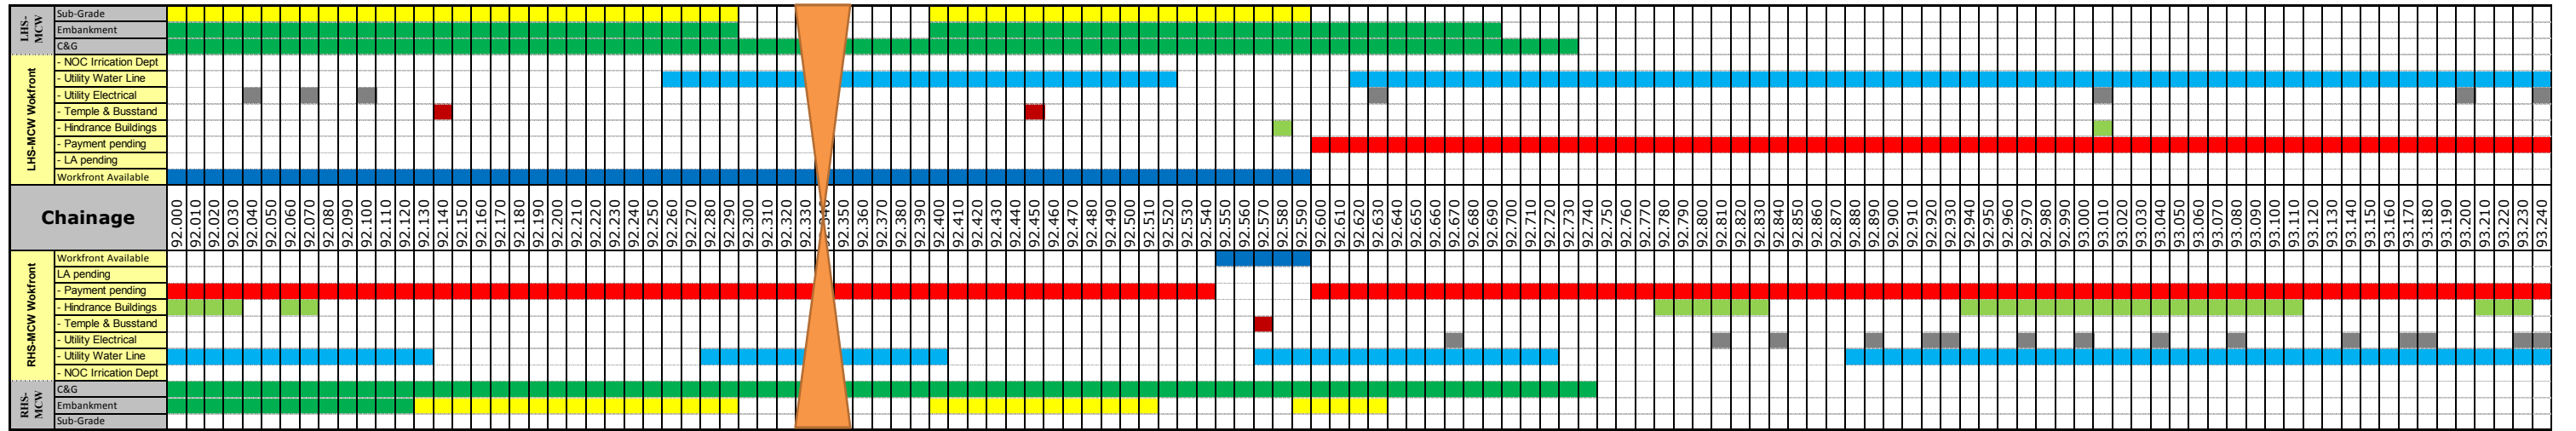 LHS-MCW
Sub-Grade
Embankment
C&G
LHS-MCW Wokfront
- NOC Irrication Dept
- Utility Water Line
- Utility Electrical
- Temple & Busstand
- Hindrance Buildings
- Payment pending
- LA pending
Workfront Available
Chainage
92.000 92.010 92.020 92.030 92.040 92.050 92.060 92.070 92.080 92.090 92.100 92.110 92.120 92.130 92.140 92.150 92.160 92.170 92.180 92.190 92.200 92.210 92.220 92.230 92.240 92.250 92.260 92.270 92.280 92.290 92.300 92.310 92.320 92.330 92.350 92.360 92.370 92.380 92.390 92.400 92.410 92.420 92.430 92.440 92.450 92.460 92.470 92.480 92.490 92.500 92.510 92.520 92.530 92.540 92.550 92.560 92.570 92.580 92.590 92.600 92.610 92.620 92.630 92.640 92.650 92.660 92.670 92.680 92.690 92.700 92.710 92.720 92.730 92.740 92.750 92.760 92.770 92.780 92.790 92.800 92.810 92.820 92.830 92.840 92.850 92.860 92.870 92.880 92.890 92.900 92.910 92.920 92.930 92.940 92.950 92.960 92.970 92.980 92.990 93.000 93.010 93.020 93.030 93.040 93.050 93.060 93.070 93.080 93.090 93.100 93.110 93.120 93.130 93.140 93.150 93.160 93.170 93.180 93.190 93.200 93.210 93.220 93.230 93.240
RHS-MCW Wokfront
Workfront Available
LA pending
- Payment pending
- Hindrance Buildings
- Temple & Busstand
- Utility Electrical
- Utility Water Line
- NOC Irrication Dept
RHS-MCW
C&G
Embankment
Sub-Grade